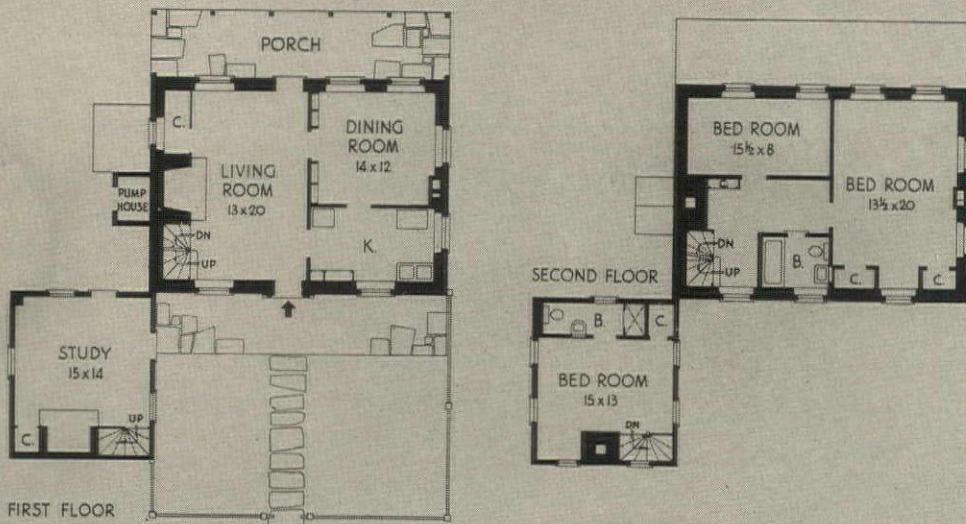 PORCH
C.
DINING
ROOM
14 x 12
LIVING
ROOM
13 x 20
PUMP
HOUSE
DN
UP
K.
STUDY
15 x 14
UP
C.
FIRST FLOOR
BED ROOM
15½ x 8
BED ROOM
13½ x 20
C.
DN
UP
B.
C.
C.
SECOND FLOOR
B.
C.
BED ROOM
15 x 13
DN